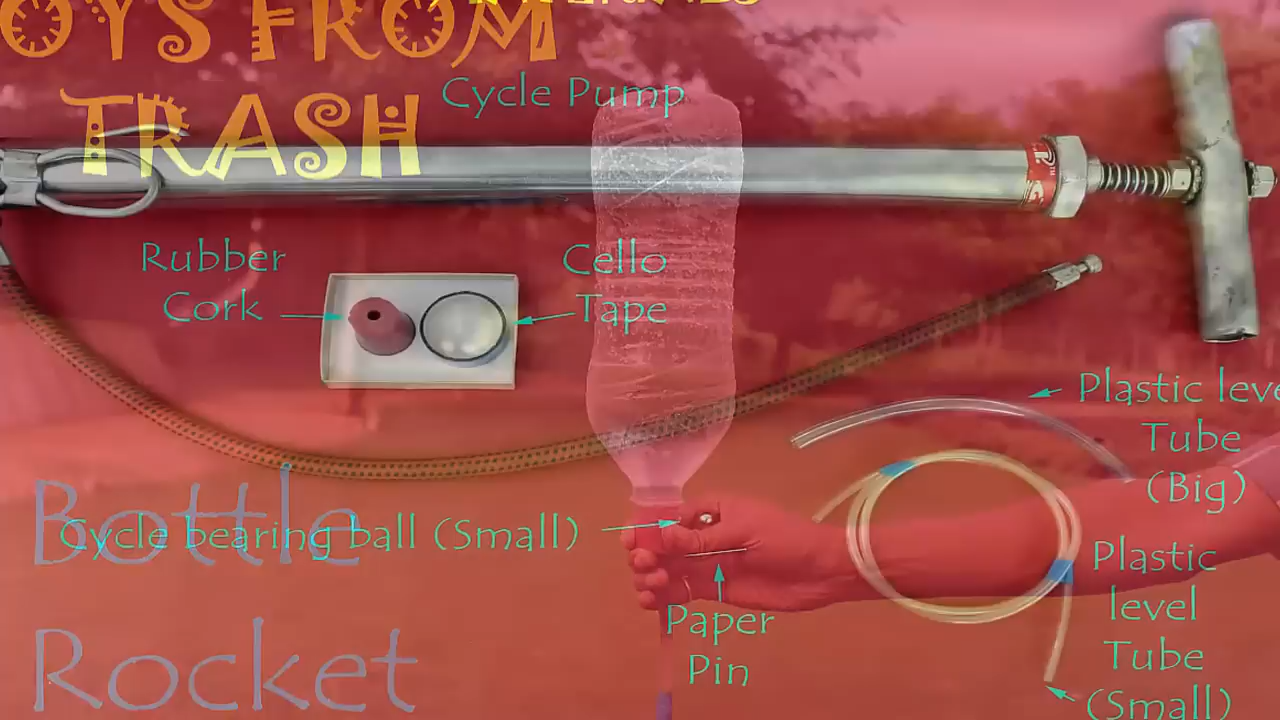 OYS FROM
TRASH
Cycle Pump
Rubber
Cork
Cello
Tape
Plastic leve
Tube
(Big)
Bottle
Cycle bearing ball (Small)
Plastic
level
Tube
(Small)
Paper
Pin
Rocket